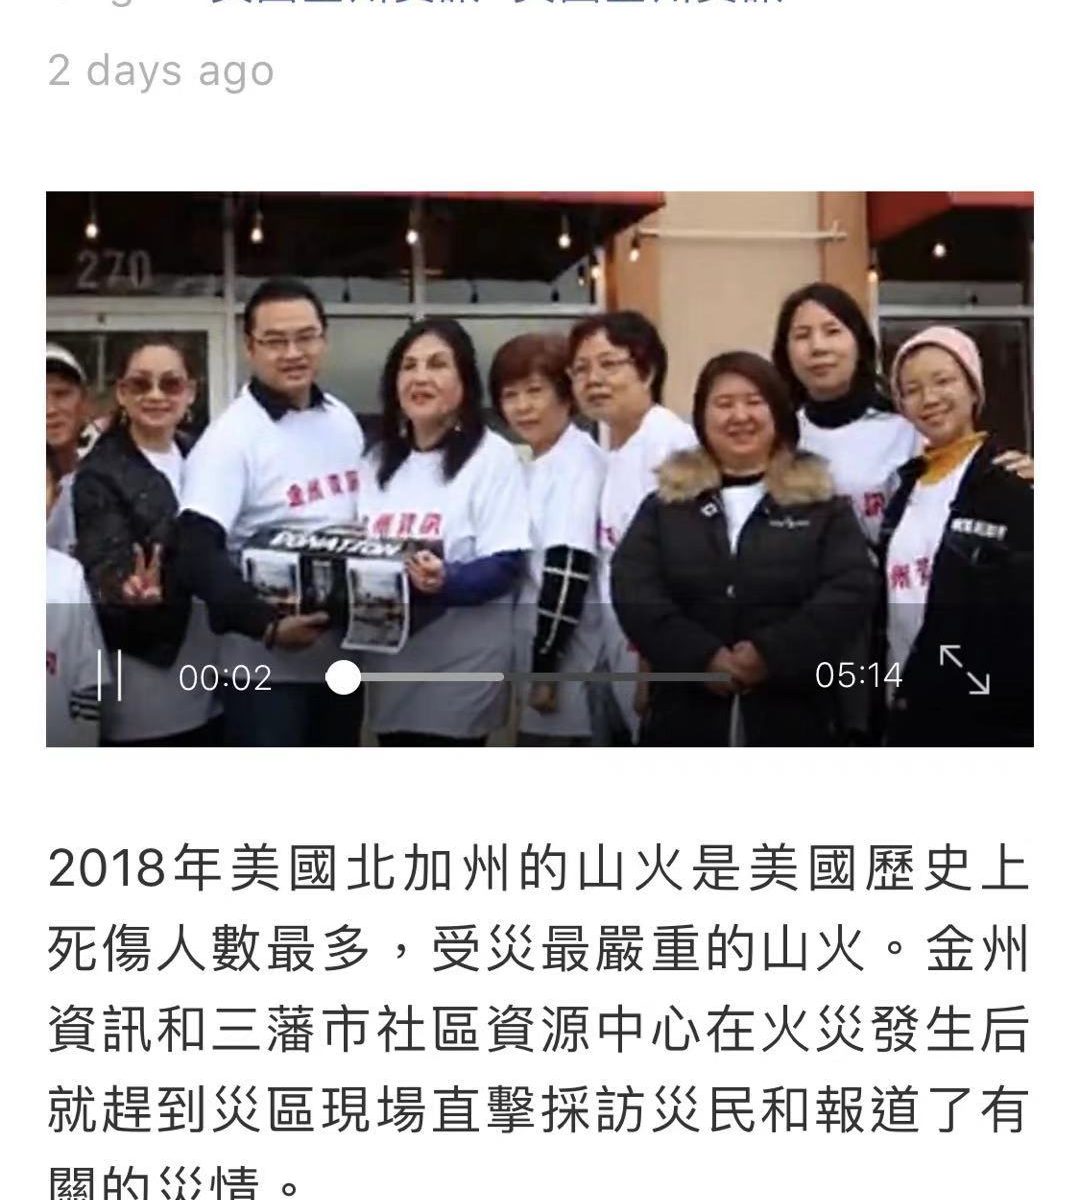 2 days ago
270
金州資訊
州資訊
DONATION
00:02
05:14
2018年美國北加州的山火是美國歷史上
死傷人數最多，受災最嚴重的山火。金州
資訊和三藩市社區資源中心在火災發生后
就趕到災區現場直擊採訪災民和報道了有
關的災情。